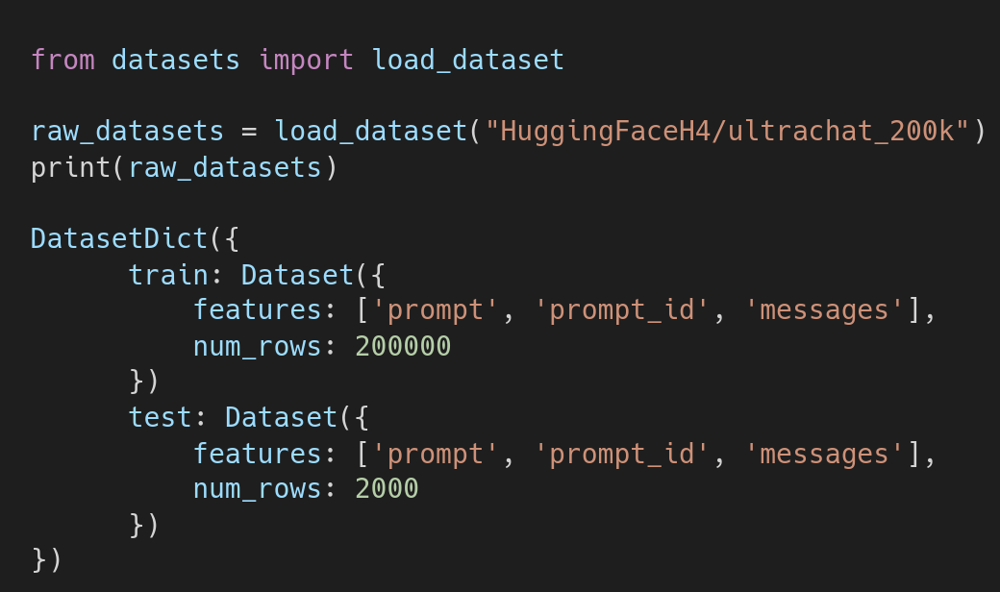 from datasets import load_dataset
raw_datasets = load_dataset("HuggingFaceH4/ultrachat_200k")
print(raw_datasets)
DatasetDict({
      train: Dataset({
          features: ['prompt', 'prompt_id', 'messages'],
          num_rows: 200000
      })
      test: Dataset({
          features: ['prompt', 'prompt_id', 'messages'],
          num_rows: 2000
      })
})